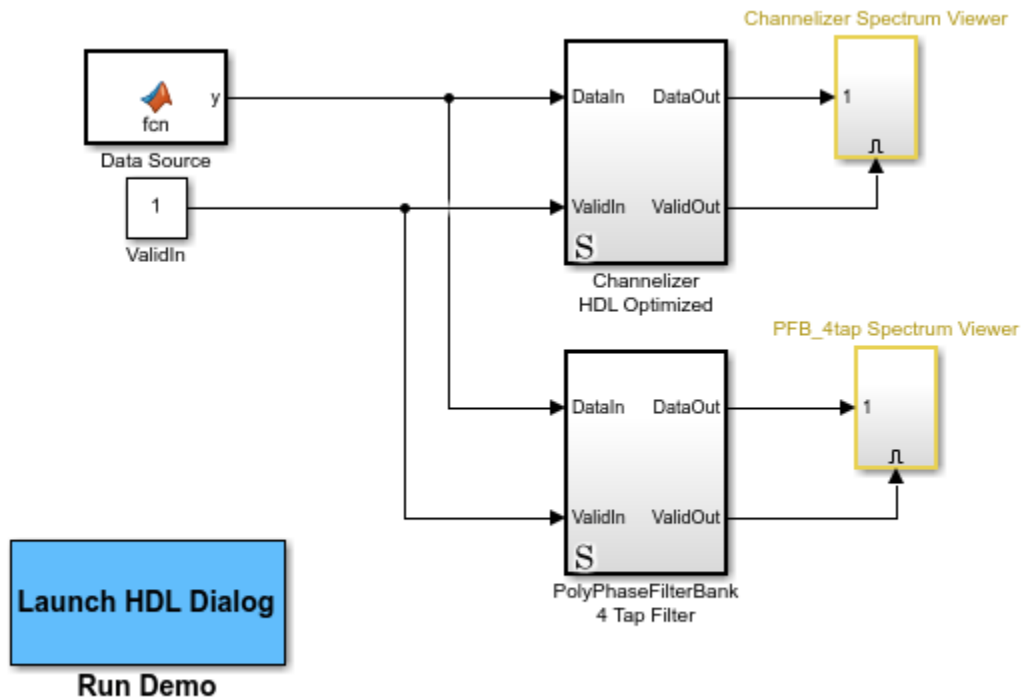 Channelizer Spectrum Viewer
y
fcn
Data Source
DataIn
DataOut
1
1
ValidIn
ValidIn
ValidOut
S
Channelizer
HDL Optimized
PFB_4tap Spectrum Viewer
DataIn
DataOut
1
ValidIn
ValidOut
S
PolyPhaseFilterBank
4 Tap Filter
Launch HDL Dialog
Run Demo